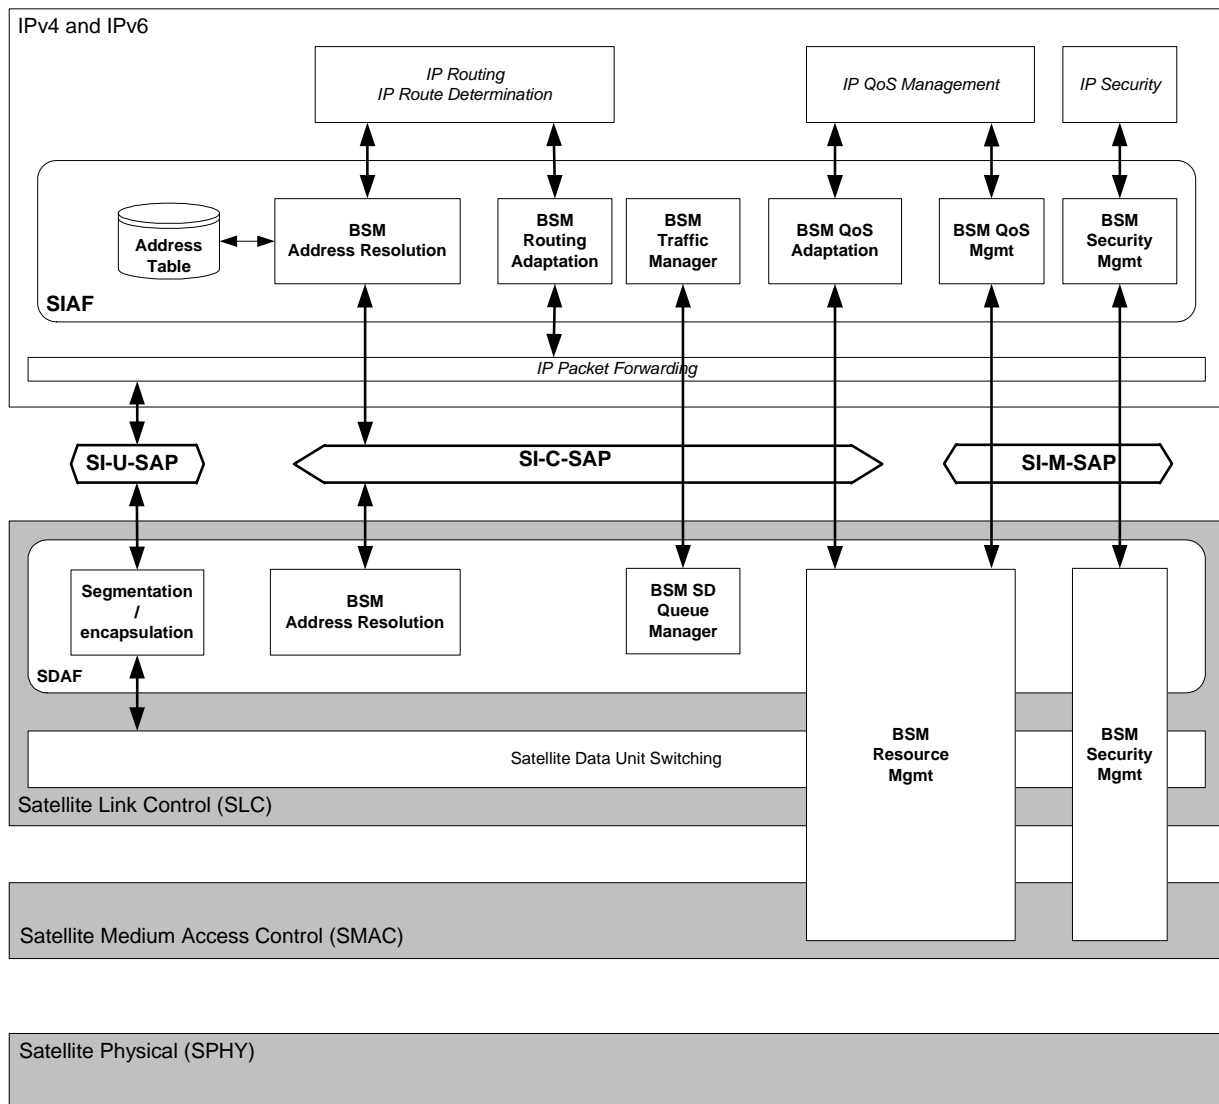 IPv4 and IPv6
IP Routing
IP Route Determination
IP QoS Management
IP Security
Address
Table
BSM
Address Resolution
BSM
Routing
Adaptation
BSM
Traffic
Manager
BSM QoS
Adaptation
BSM QoS
Mgmt
BSM
Security
Mgmt
SIAF
IP Packet Forwarding
SI-U-SAP
SI-C-SAP
SI-M-SAP
Segmentation
/
encapsulation
BSM
Address Resolution
BSM SD
Queue
Manager
SDAF
BSM
Resource
Mgmt
BSM
Security
Mgmt
Satellite Data Unit Switching
Satellite Link Control (SLC)
Satellite Medium Access Control (SMAC)
Satellite Physical (SPHY)